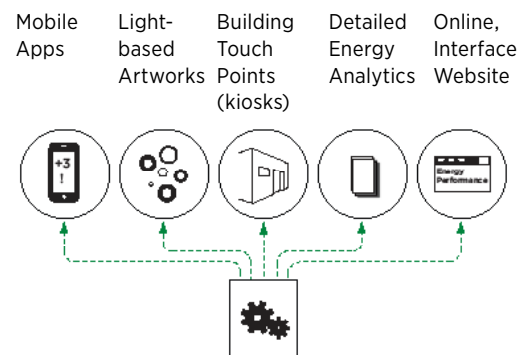 Mobile
Apps
Light-
based
Artworks
Building
Touch
Points
(kiosks)
Detailed
Energy
Analytics
Online,
Interface
Website
+3
!
Energy
Performance